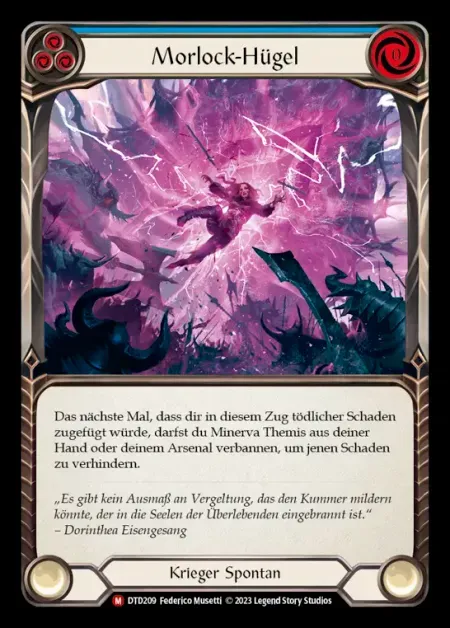 Morlock-Hügel
Das nächste Mal, dass dir in diesem Zug tödlicher Schaden
zugefügt würde, darfst du Minerva Themis aus deiner
Hand oder deinem Arsenal verbannen, um jenen Schaden
zu verhindern.
„Es gibt kein Ausmaß an Vergeltung, das den Kummer mildern
könnte, der in die Seelen der Überlebenden eingebrannt ist.“
– Dorinthea Eisengesang
Krieger Spontan
M DTD209 Federico Musetti © 2023 Legend Story Studios